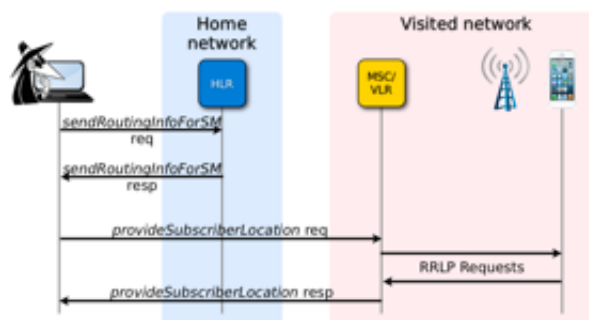 Home
network
Visited network
HLR
MSC/
VLR
sendRoutingInfoForSM
req
sendRoutingInfoForSM
resp
provideSubscriberLocation req
RRLP Requests
provideSubscriberLocation resp